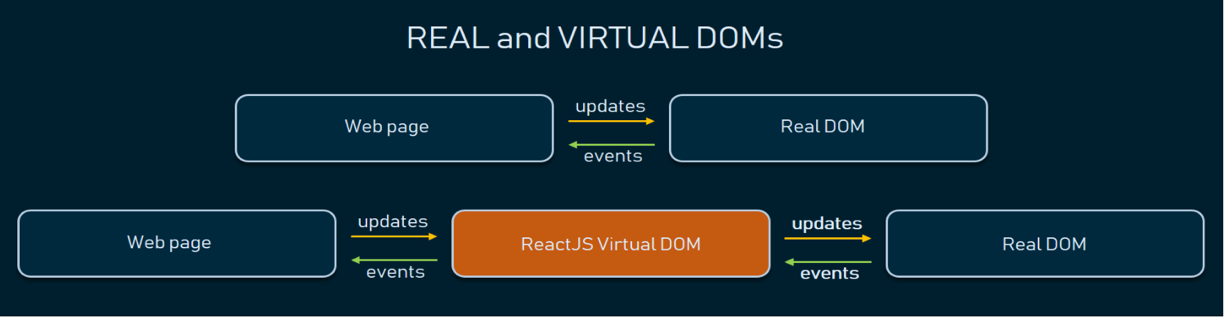 REAL and VIRTUAL DOMs
updates
Web page
Real DOM
events
updates
updates
Web page
ReactJS Virtual DOM
Real DOM
events
events